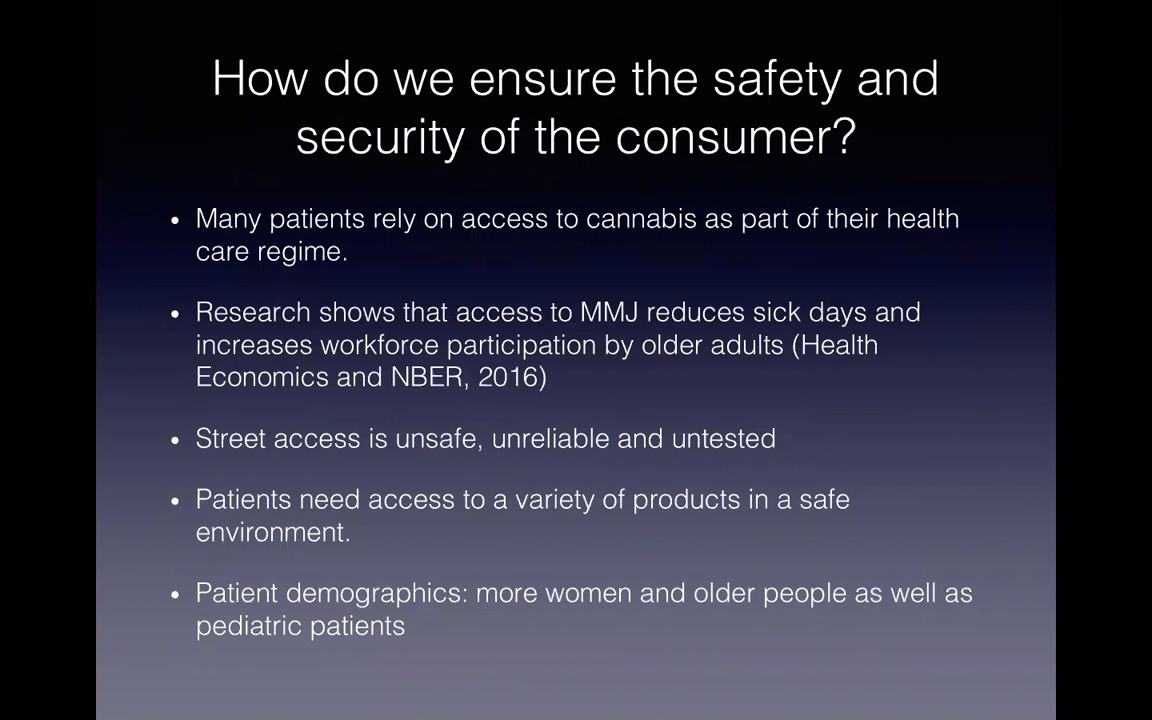 How do we ensure the safety and
security of the consumer?
• Many patients rely on access to cannabis as part of their health
care regime.
• Research shows that access to MMJ reduces sick days and
increases workforce participation by older adults (Health
Economics and NBER, 2016)
• Street access is unsafe, unreliable and untested
• Patients need access to a variety of products in a safe
environment.
• Patient demographics: more women and older people as well as
pediatric patients